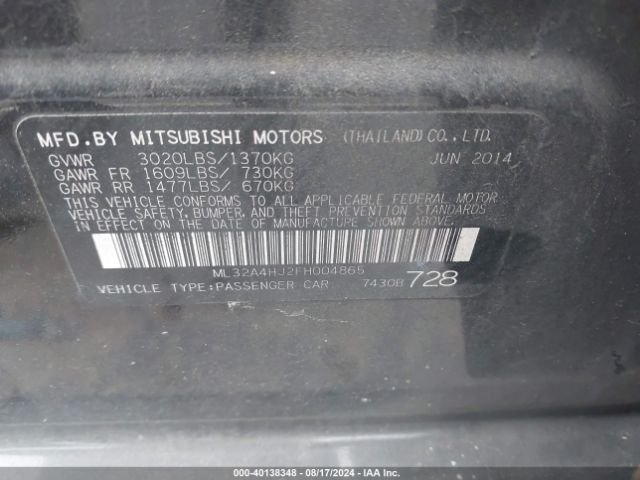 MFD.BY MITSUBISHI MOTORS (THAILAND)CO.,LTD.
GVWR 3020LBS/1370KG JUN 2014
GAWR FR 1609LBS/ 730KG
GAWR RR 1477LBS/ 670KG
THIS VEHICLE CONFORMS TO ALL APPLICABLE FEDERAL MOTOR
VEHICLE SAFETY, BUMPER, AND THEFT PREVENTION STANDARDS
IN EFFECT ON THE DATE OF MANUFACTURE SHOWN ABOVE.
ML32A4HJ2FH004865
VEHICLE TYPE:PASSENGER CAR 7430B 728
000-40138348 - 08/17/2024 - IAA Inc.